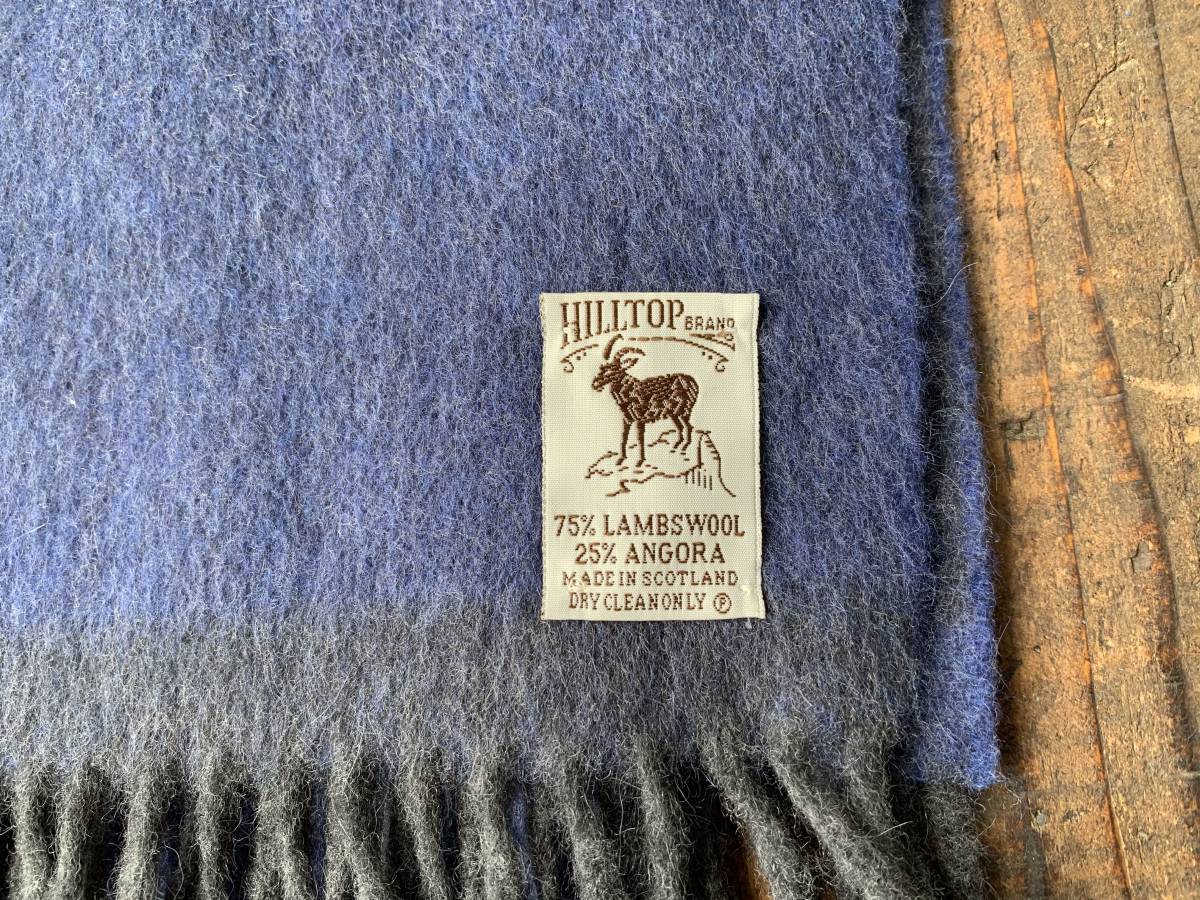 HILLTOP BRAND
75% LAMBSWOOL
25% ANGORA
MADE IN SCOTLAND
DRY CLEAN ONLY Ⓟ